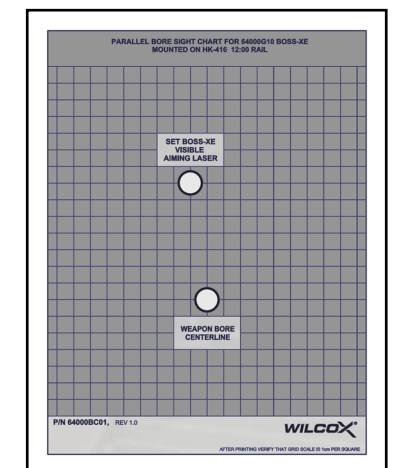 PARALLEL BORE SIGHT CHART FOR 64000G10 BOSS-XE
MOUNTED ON HK-416 12:00 RAIL
SET BOSS-XE
VISIBLE
AIMING LASER
WEAPON BORE
CENTERLINE
P/N 64000BC01, REV 1.0
WILCOX
AFTER PRINTING VERIFY THAT GRID SCALE IS 1cm PER SQUARE